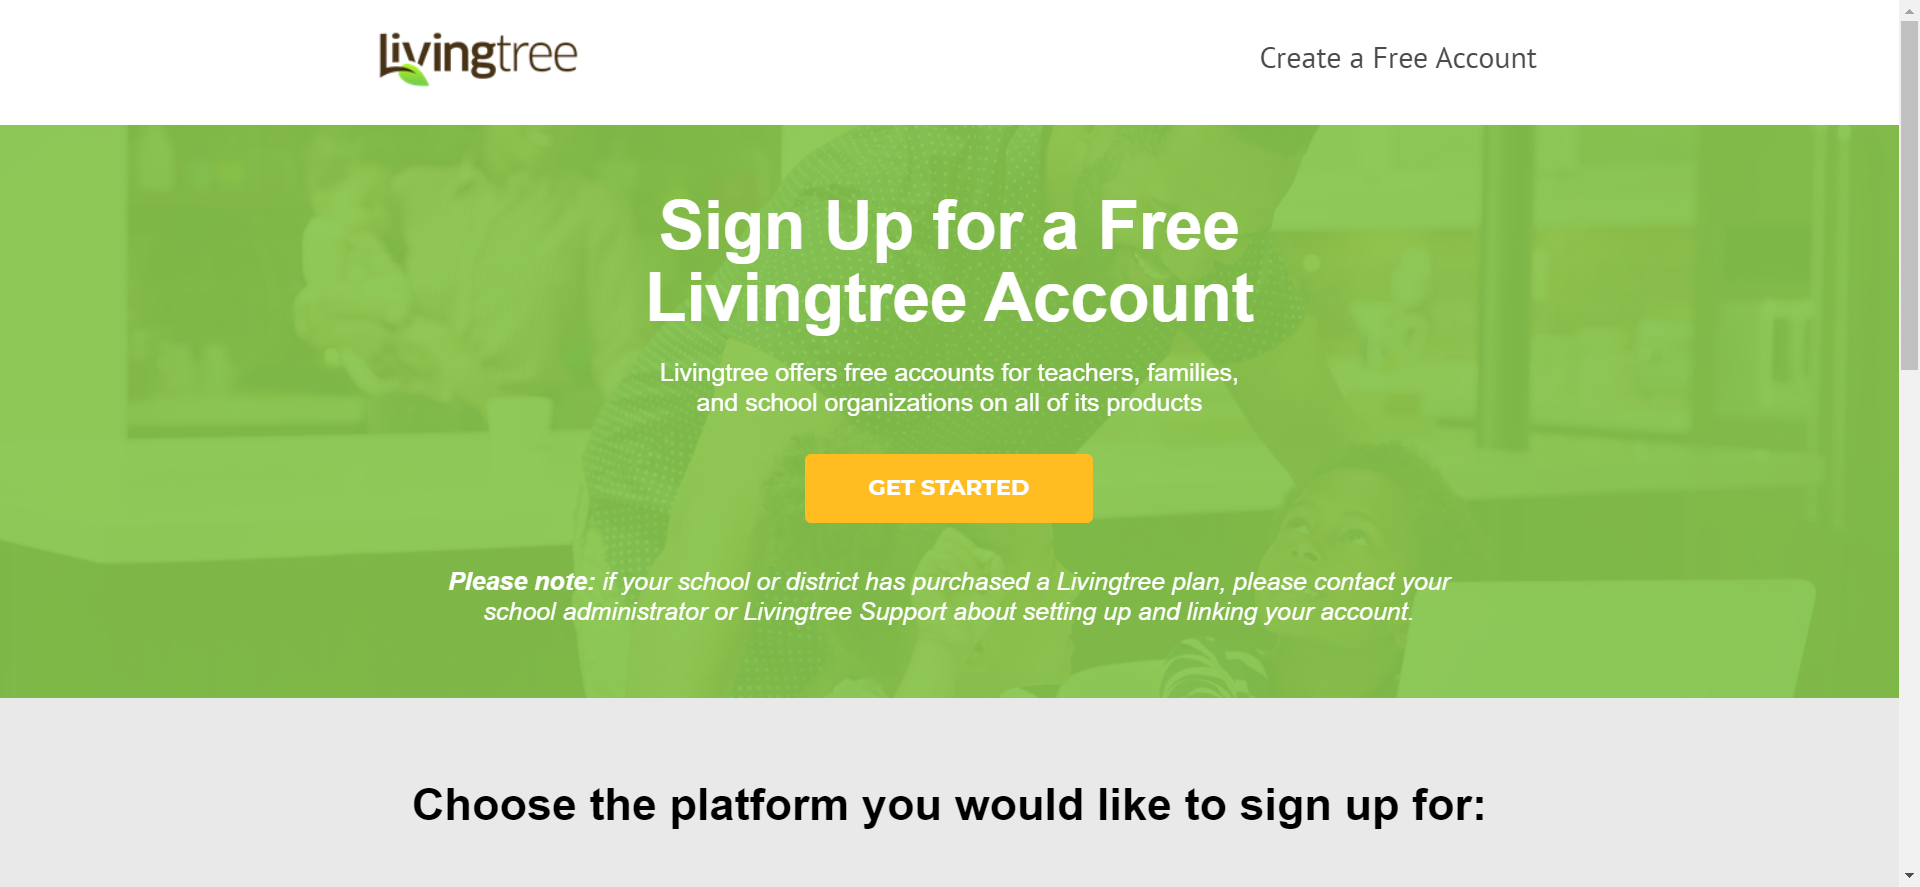 Livingtree
Create a Free Account
Sign Up for a Free
Livingtree Account
Livingtree offers free accounts for teachers, families,
and school organizations on all of its products
GET STARTED
Please note: if your school or district has purchased a Livingtree plan, please contact your
school administrator or Livingtree Support about setting up and linking your account.
Choose the platform you would like to sign up for: